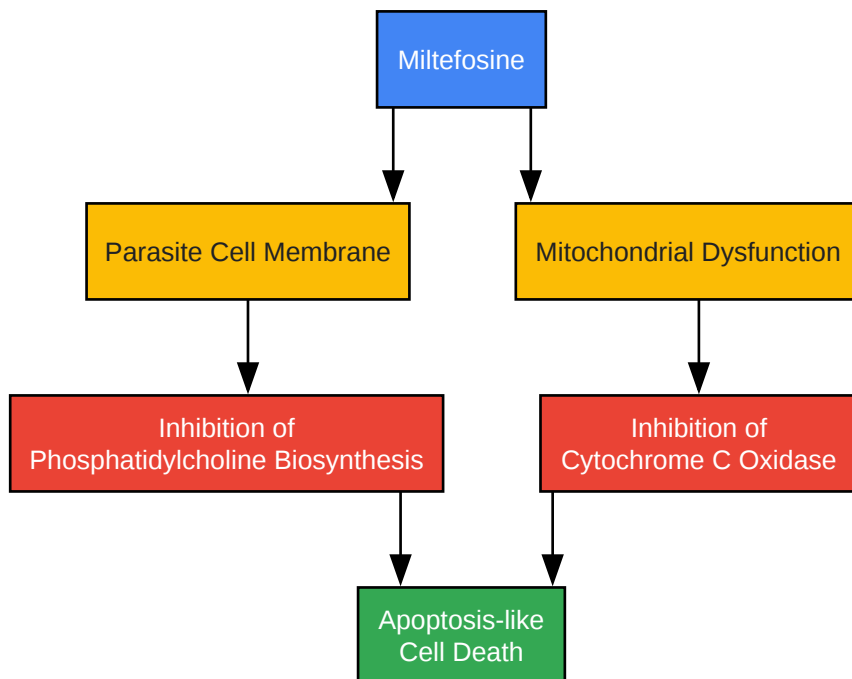 Miltefosine
Parasite Cell Membrane
Mitochondrial Dysfunction
Inhibition of
Phosphatidylcholine Biosynthesis
Inhibition of
Cytochrome C Oxidase
Apoptosis-like
Cell Death